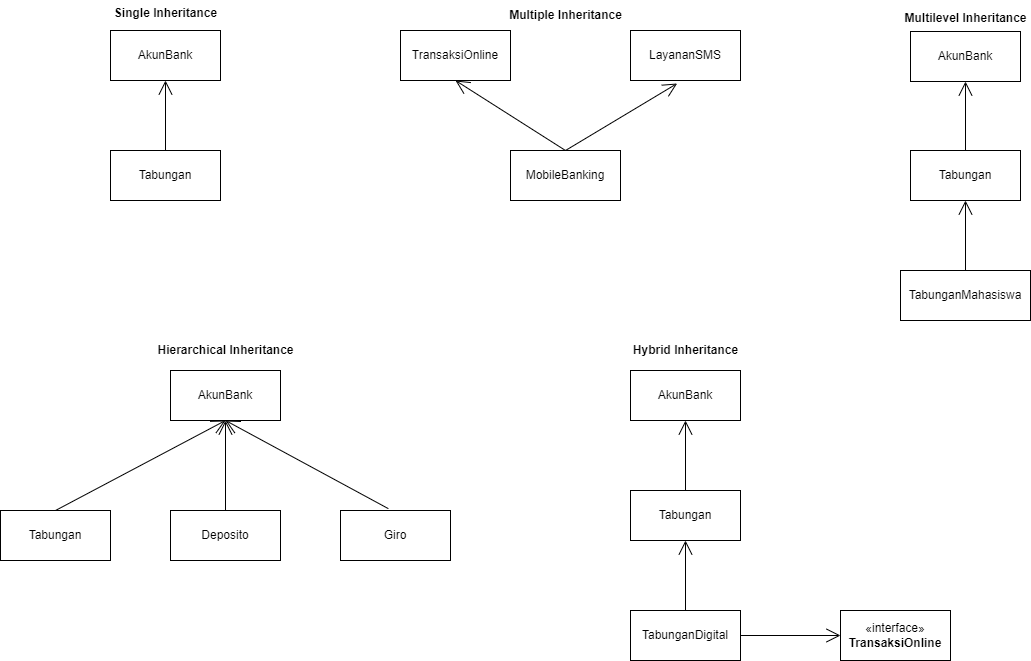 Single Inheritance
AkunBank
Tabungan
Multiple Inheritance
TransaksiOnline
LayananSMS
MobileBanking
Multilevel Inheritance
AkunBank
Tabungan
TabunganMahasiswa
Hierarchical Inheritance
AkunBank
Tabungan
Deposito
Giro
Hybrid Inheritance
AkunBank
Tabungan
TabunganDigital
«interface»
TransaksiOnline